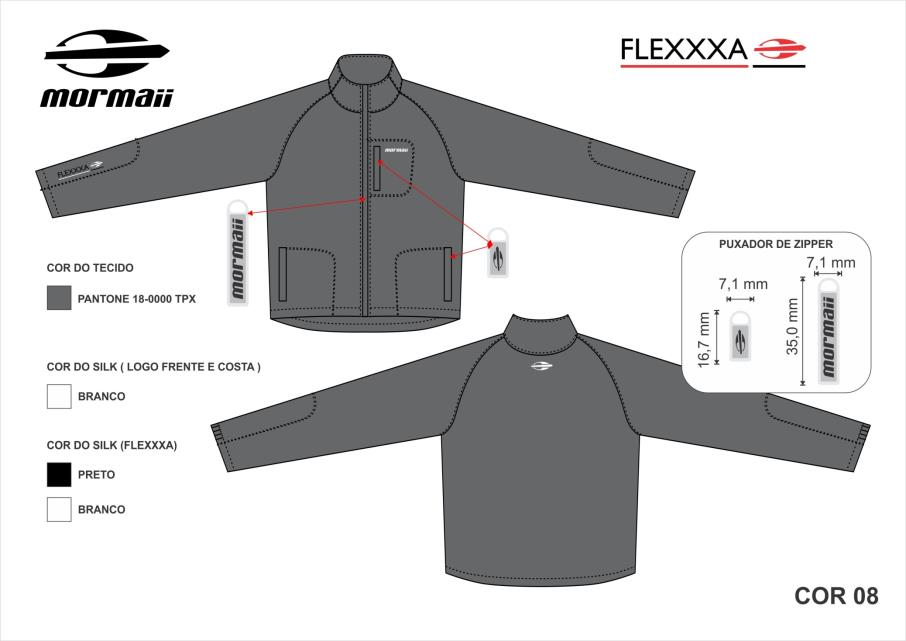 mormaii
FLEXXXA
mormaii
FLEXXXA
mormaii
PUXADOR DE ZIPPER
7,1 mm
7,1 mm
16,7 mm
35,0 mm
mormaii
COR DO TECIDO
PANTONE 18-0000 TPX
COR DO SILK ( LOGO FRENTE E COSTA )
BRANCO
COR DO SILK (FLEXXXA)
PRETO
BRANCO
COR 08